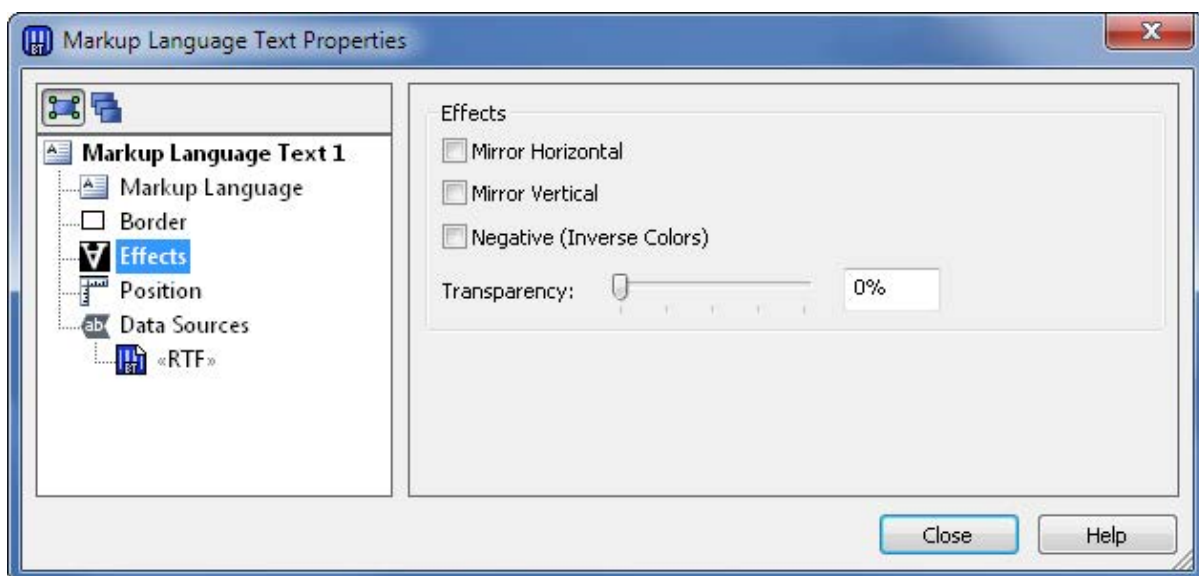 Markup Language Text Properties
Markup Language Text 1
Markup Language
Border
Effects
Position
Data Sources
«RTF»
Effects
Mirror Horizontal
Mirror Vertical
Negative (Inverse Colors)
Transparency: 0%
Close Help